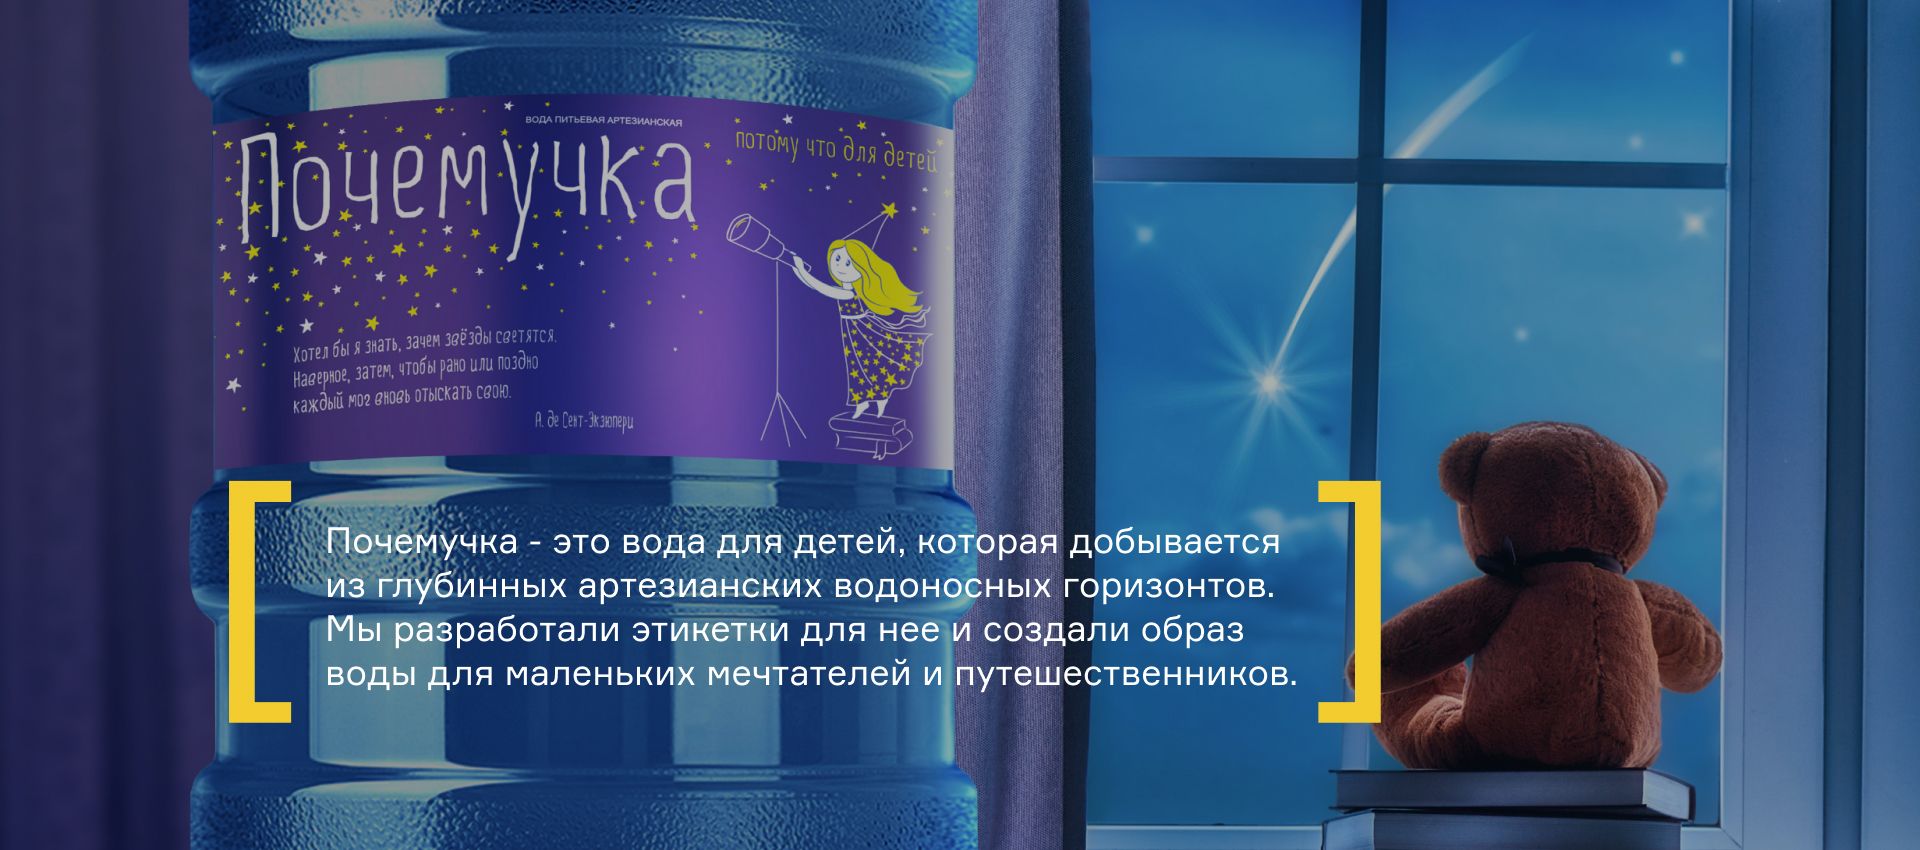 ВОДА ПИТЬЕВАЯ АРТЕЗИАНСКАЯ
Почемучка
потому что для детей
Хотел бы я знать, зачем звёзды светятся.
Наверное, затем, чтобы рано или поздно
каждый мог вновь отыскать свою.
А. де Сент-Экзюпери
Почемучка - это вода для детей, которая добывается
из глубинных артезианских водоносных горизонтов.
Мы разработали этикетки для нее и создали образ
воды для маленьких мечтателей и путешественников.